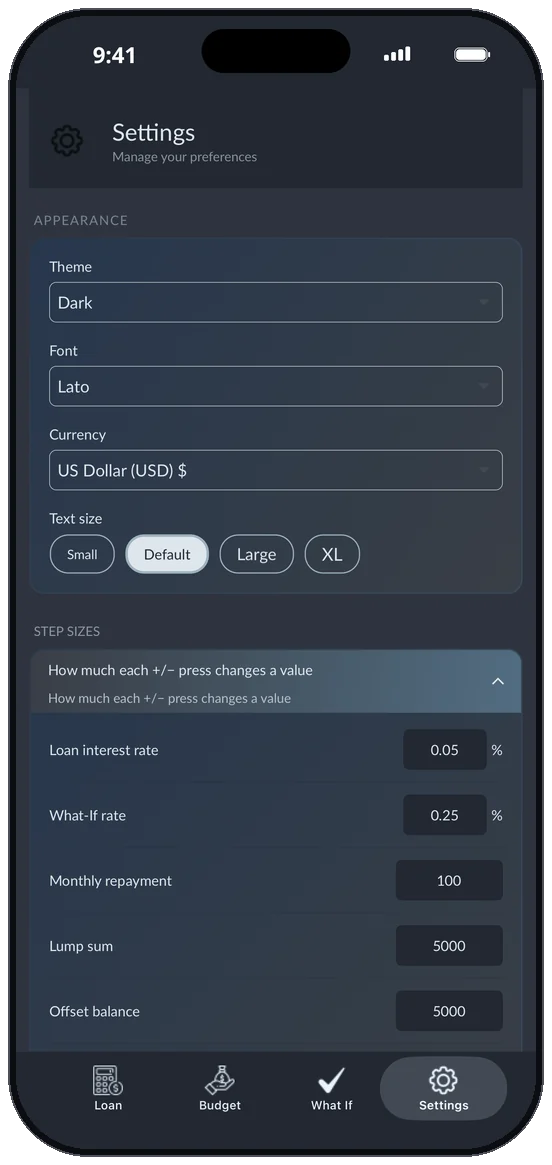 9:41
Settings
Manage your preferences
APPEARANCE
Theme
Dark
Font
Lato
Currency
US Dollar (USD) $
Text size
Small Default Large XL
STEP SIZES
How much each +/− press changes a value
How much each +/− press changes a value
Loan interest rate 0.05 %
What-If rate 0.25 %
Monthly repayment 100
Lump sum 5000
Offset balance 5000
Loan Budget What If Settings